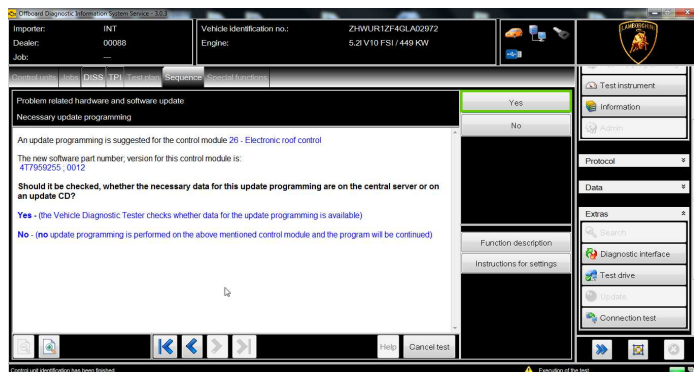 Offboard Diagnostic Information System Service - 3.0.3
Importer: INT
Dealer: 00088
Job: ---
Vehicle identification no.: ZHWUR1ZF4GLA02972
Engine: 5.2l V10 FSI / 449 KW
LAMBORGHINI
Control units Jobs DISS TPI Test plan Sequence Special functions
Problem related hardware and software update
Necessary update programming
An update programming is suggested for the control module 26 - Electronic roof control
The new software part number; version for this control module is:
4T7959255 ; 0012
Should it be checked, whether the necessary data for this update programming are on the central server or on
an update CD?
Yes - (the Vehicle Diagnostic Tester checks whether data for the update programming is available)
No - (no update programming is performed on the above mentioned control module and the program will be continued)
Yes
No
Function description
Instructions for settings
Help
Cancel test
Test instrument
Information
Admin
Protocol
Data
Extras
Search
Diagnostic interface
Test drive
Update
Connection test
Control unit identification has been finished.
Execution of the test